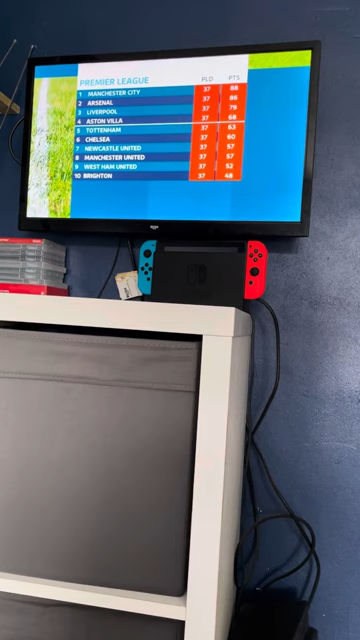 PREMIER LEAGUE PLD PTS
1 MANCHESTER CITY 37 88
2 ARSENAL 37 86
3 LIVERPOOL 37 79
4 ASTON VILLA 37 68
5 TOTTENHAM 37 63
6 CHELSEA 37 60
7 NEWCASTLE UNITED 37 57
8 MANCHESTER UNITED 37 57
9 WEST HAM UNITED 37 52
10 BRIGHTON 37 48